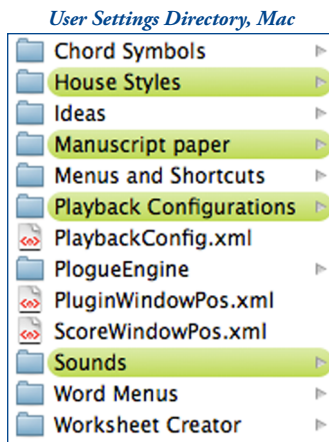 User Settings Directory, Mac
Chord Symbols
House Styles
Ideas
Manuscript paper
Menus and Shortcuts
Playback Configurations
PlaybackConfig.xml
PlogueEngine
PluginWindowPos.xml
ScoreWindowPos.xml
Sounds
Word Menus
Worksheet Creator